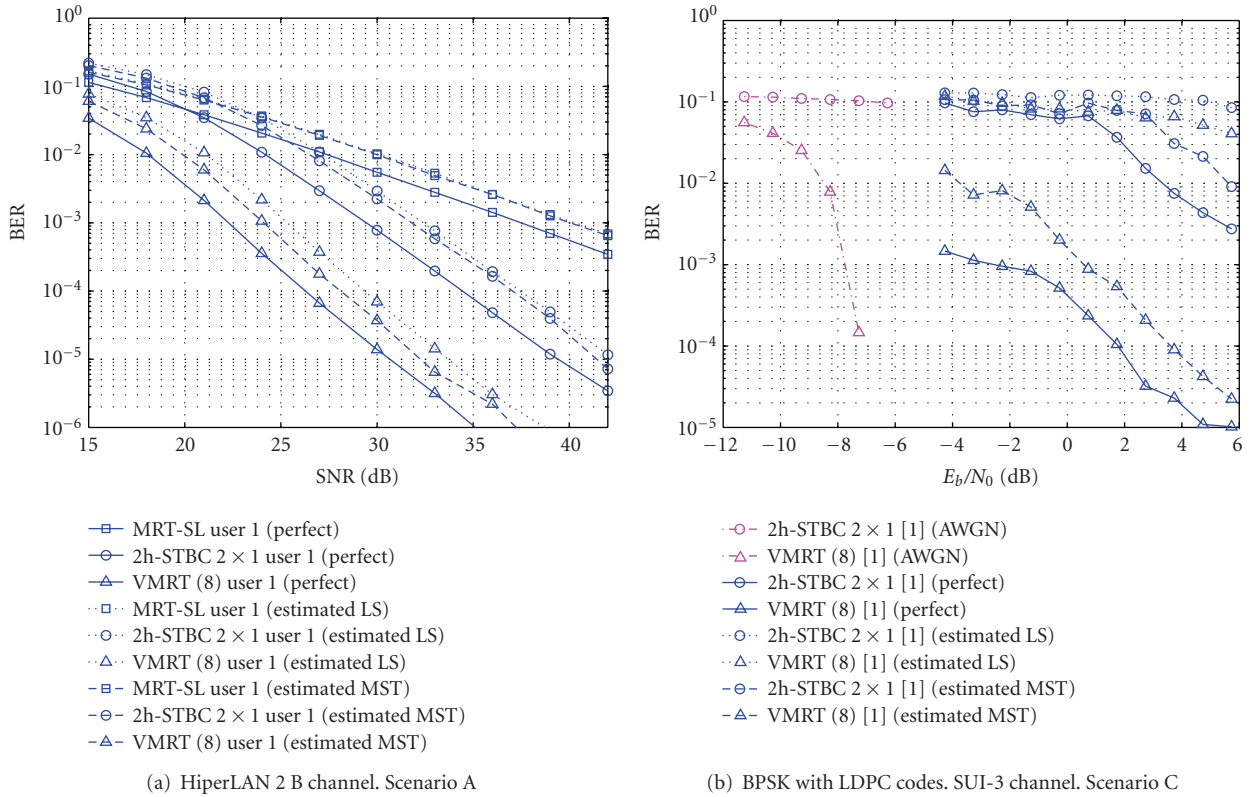 10^0
10^-1
10^-2
10^-3
10^-4
10^-5
10^-6
BER
15
20
25
30
35
40
SNR (dB)
MRT-SL user 1 (perfect)
2h-STBC 2 × 1 user 1 (perfect)
VMRT (8) user 1 (perfect)
MRT-SL user 1 (estimated LS)
2h-STBC 2 × 1 user 1 (estimated LS)
VMRT (8) user 1 (estimated LS)
MRT-SL user 1 (estimated MST)
2h-STBC 2 × 1 user 1 (estimated MST)
VMRT (8) user 1 (estimated MST)
(a) HiperLAN 2 B channel. Scenario A
10^0
10^-1
10^-2
10^-3
10^-4
10^-5
BER
−12
−10
−8
−6
−4
−2
0
2
4
6
E_b/N_0 (dB)
2h-STBC 2 × 1 [1] (AWGN)
VMRT (8) [1] (AWGN)
2h-STBC 2 × 1 [1] (perfect)
VMRT (8) [1] (perfect)
2h-STBC 2 × 1 [1] (estimated LS)
VMRT (8) [1] (estimated LS)
2h-STBC 2 × 1 [1] (estimated MST)
VMRT (8) [1] (estimated MST)
(b) BPSK with LDPC codes. SUI-3 channel. Scenario C